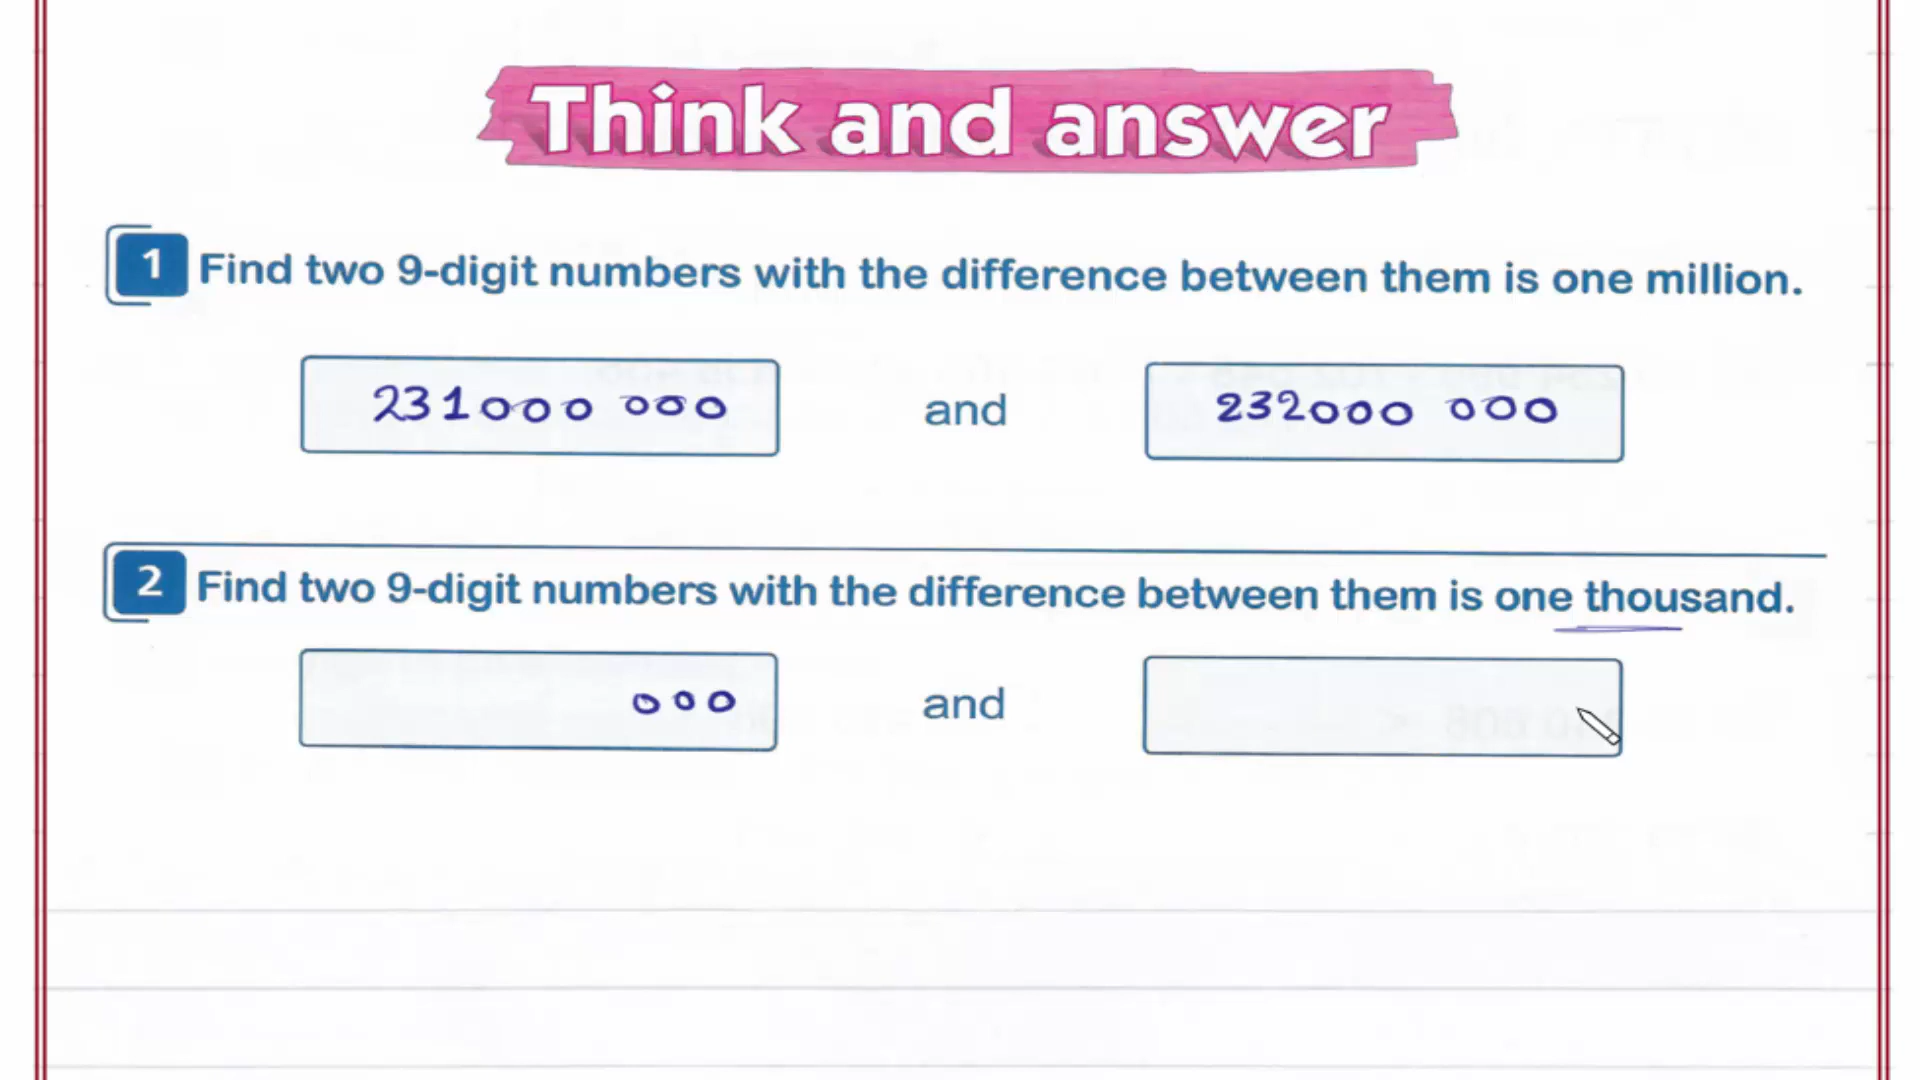 Think and answer
1 Find two 9-digit numbers with the difference between them is one million.
231000 000 and 232000 000
2 Find two 9-digit numbers with the difference between them is one thousand.
000 and